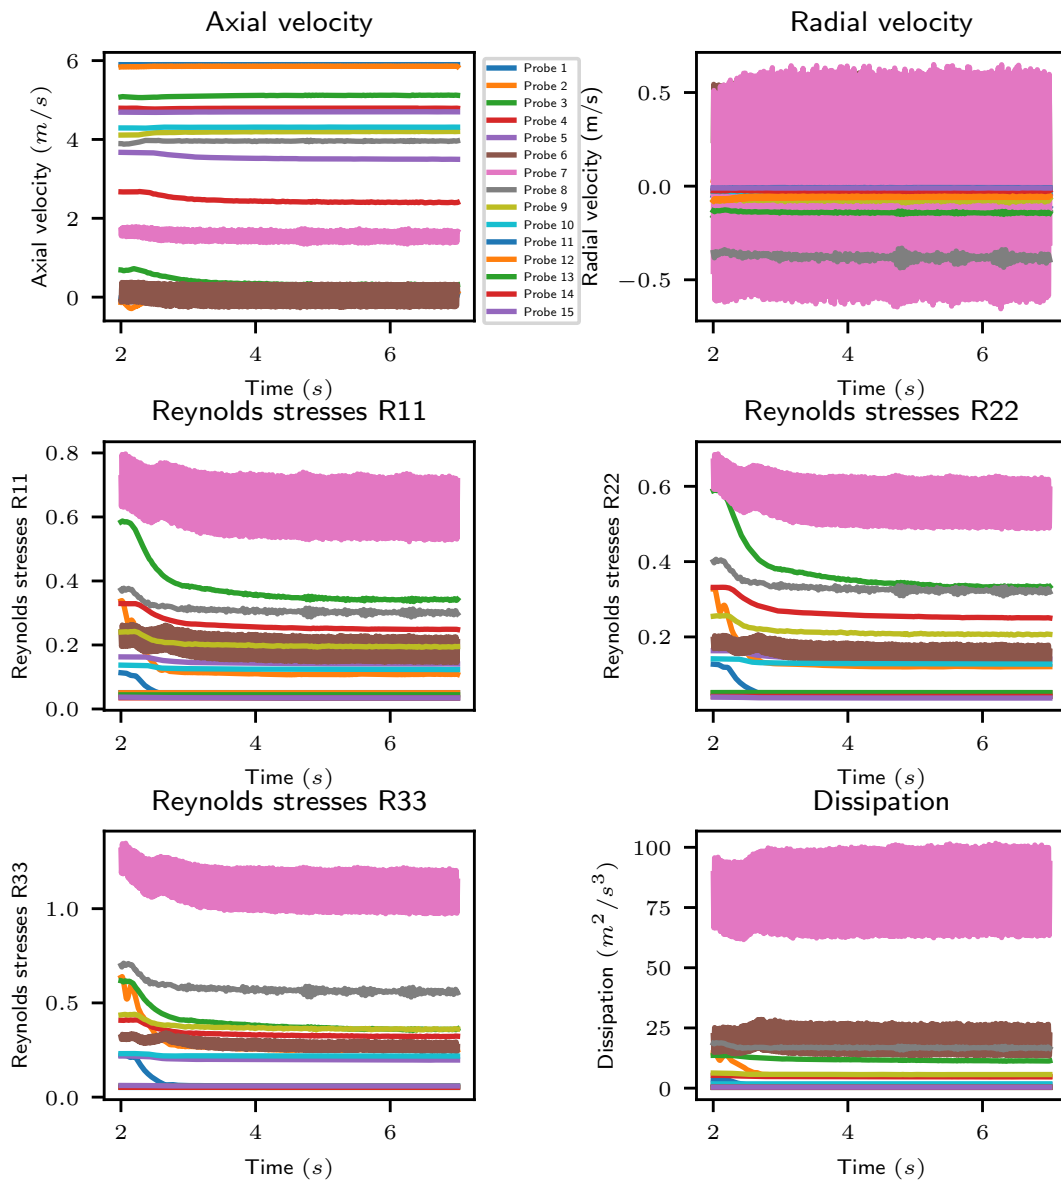 Axial velocity
Radial velocity
Axial velocity (m/s)
6
4
2
0
2
4
6
Time (s)
Probe 1
Probe 2
Probe 3
Probe 4
Probe 5
Probe 6
Probe 7
Probe 8
Probe 9
Probe 10
Probe 11
Probe 12
Probe 13
Probe 14
Probe 15
Radial velocity (m/s)
0.5
0.0
−0.5
2
4
6
Time (s)
Reynolds stresses R11
Reynolds stresses R22
Reynolds stresses R11
0.8
0.6
0.4
0.2
0.0
2
4
6
Time (s)
Reynolds stresses R22
0.6
0.4
0.2
2
4
6
Time (s)
Reynolds stresses R33
Dissipation
Reynolds stresses R33
1.0
0.5
0.0
2
4
6
Time (s)
Dissipation (m²/s³)
100
75
50
25
0
2
4
6
Time (s)